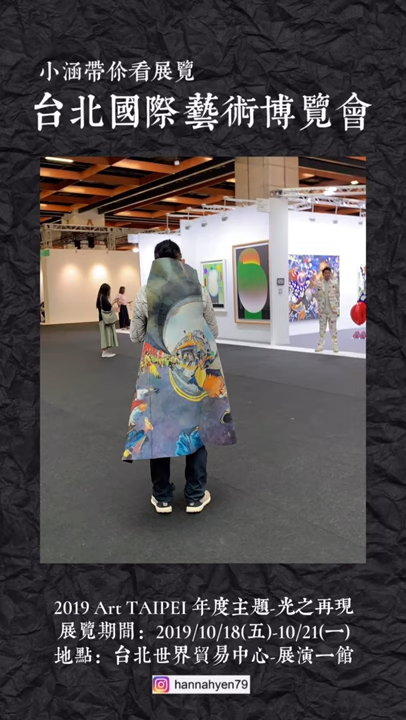 小涵帶你看展覽
台北國際藝術博覽會
2019 Art TAIPEI 年度主題-光之再現
展覽期間：2019/10/18(五)-10/21(一)
地點：台北世界貿易中心-展演一館
hannahyen79